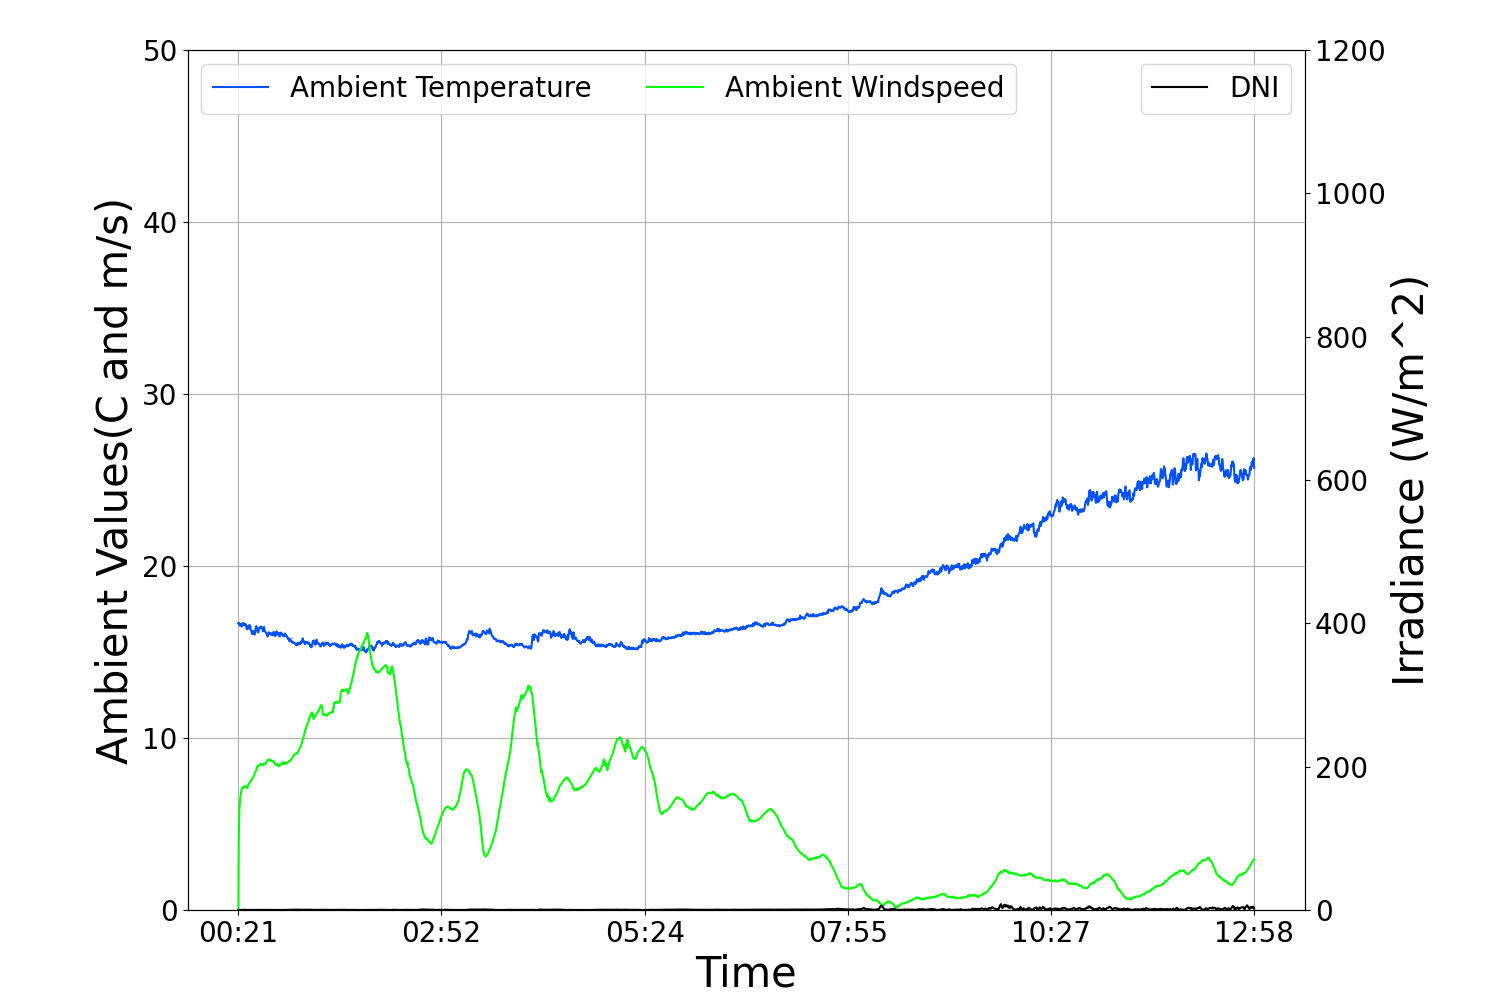 Ambient Temperature Ambient Windspeed DNI
50
40
30
20
10
0
Ambient Values(C and m/s)
1200
1000
800
600
400
200
0
Irradiance (W/m^2)
00:21 02:52 05:24 07:55 10:27 12:58
Time